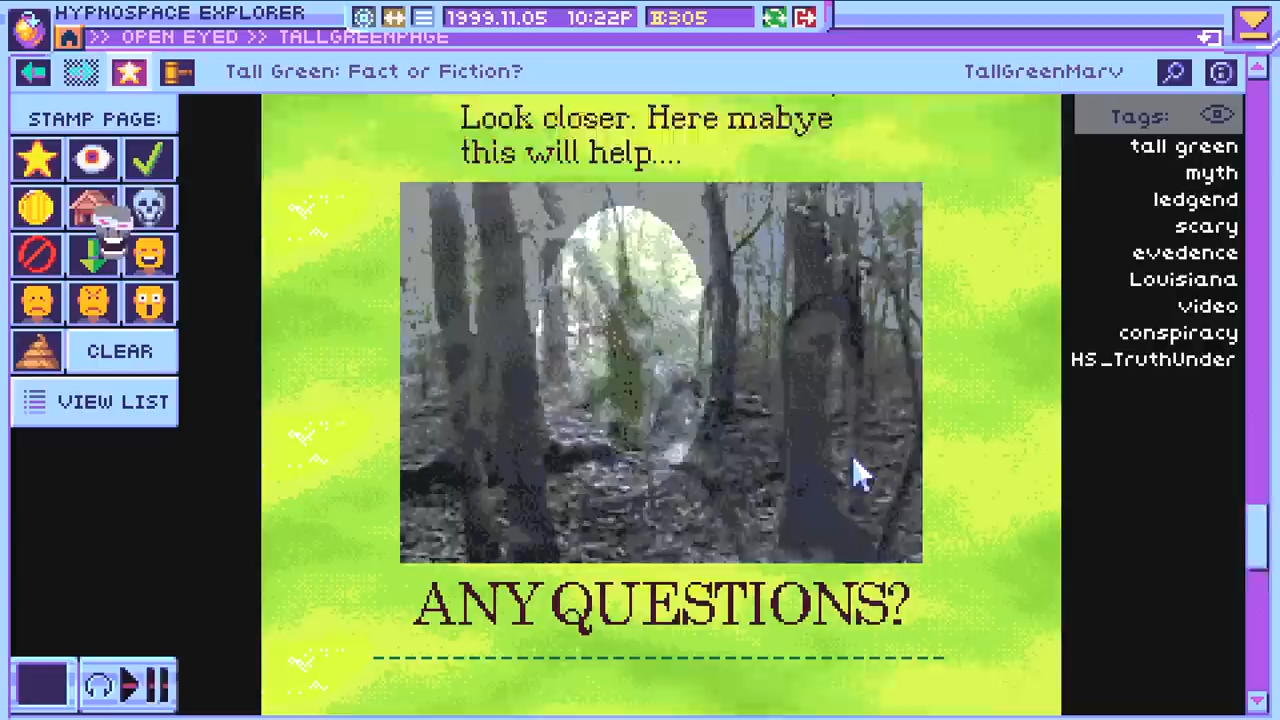 HYPNOSPACE EXPLORER
1999.11.05 10:22P
305
>> OPEN EYED >> TALLGREENPAGE
Tall Green: Fact or Fiction?
TallGreenMarv
STAMP PAGE:
CLEAR
VIEW LIST
Look closer. Here mabye
this will help....
ANY QUESTIONS?
Tags:
tall green
myth
ledgend
scary
evedence
Louisiana
video
conspiracy
HS_TruthUnder